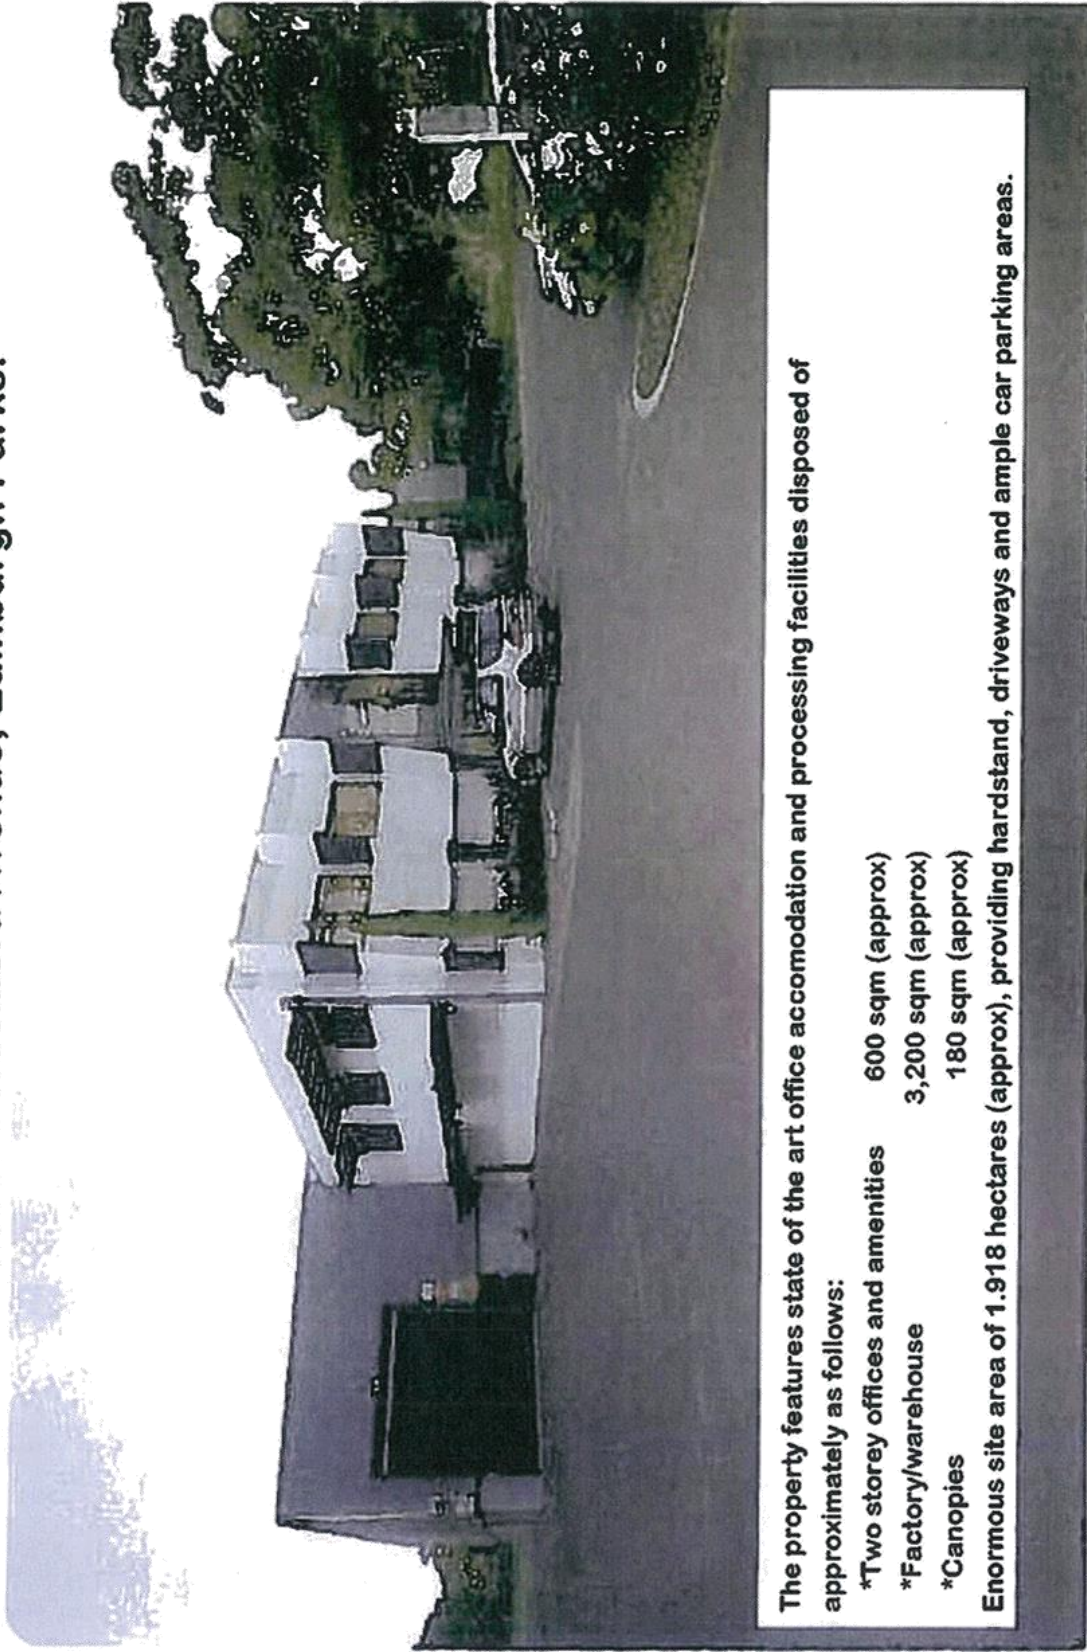 The property features state of the art office accomodation and processing facilities disposed of
approximately as follows:
*Two storey offices and amenities 600 sqm (approx)
*Factory/warehouse 3,200 sqm (approx)
*Canopies 180 sqm (approx)
Enormous site area of 1.918 hectares (approx), providing hardstand, driveways and ample car parking areas.